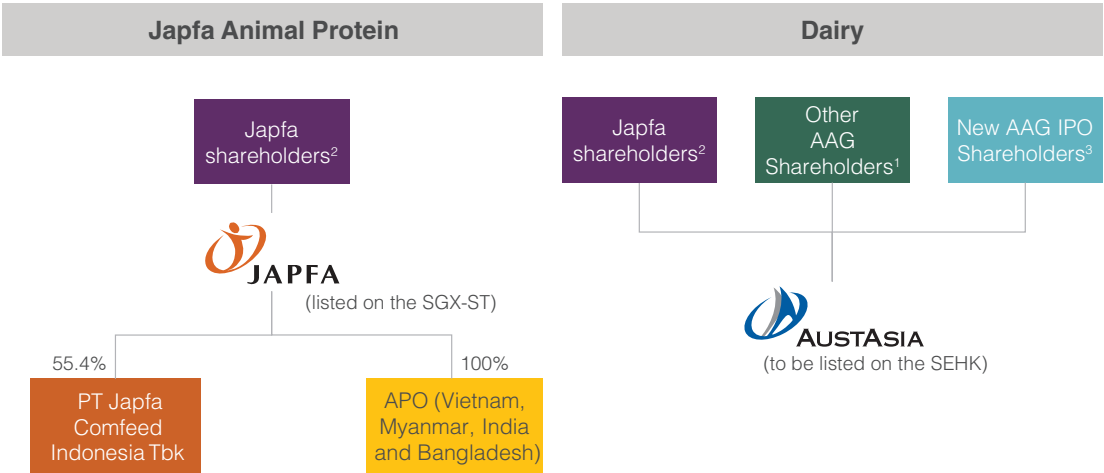 Japfa Animal Protein
Japfa
shareholders²
JAPFA
(listed on the SGX-ST)
55.4%
100%
PT Japfa
Comfeed
Indonesia Tbk
APO (Vietnam,
Myanmar, India
and Bangladesh)
Dairy
Japfa
shareholders²
Other
AAG
Shareholders¹
New AAG IPO
Shareholders³
AUSTASIA
(to be listed on the SEHK)